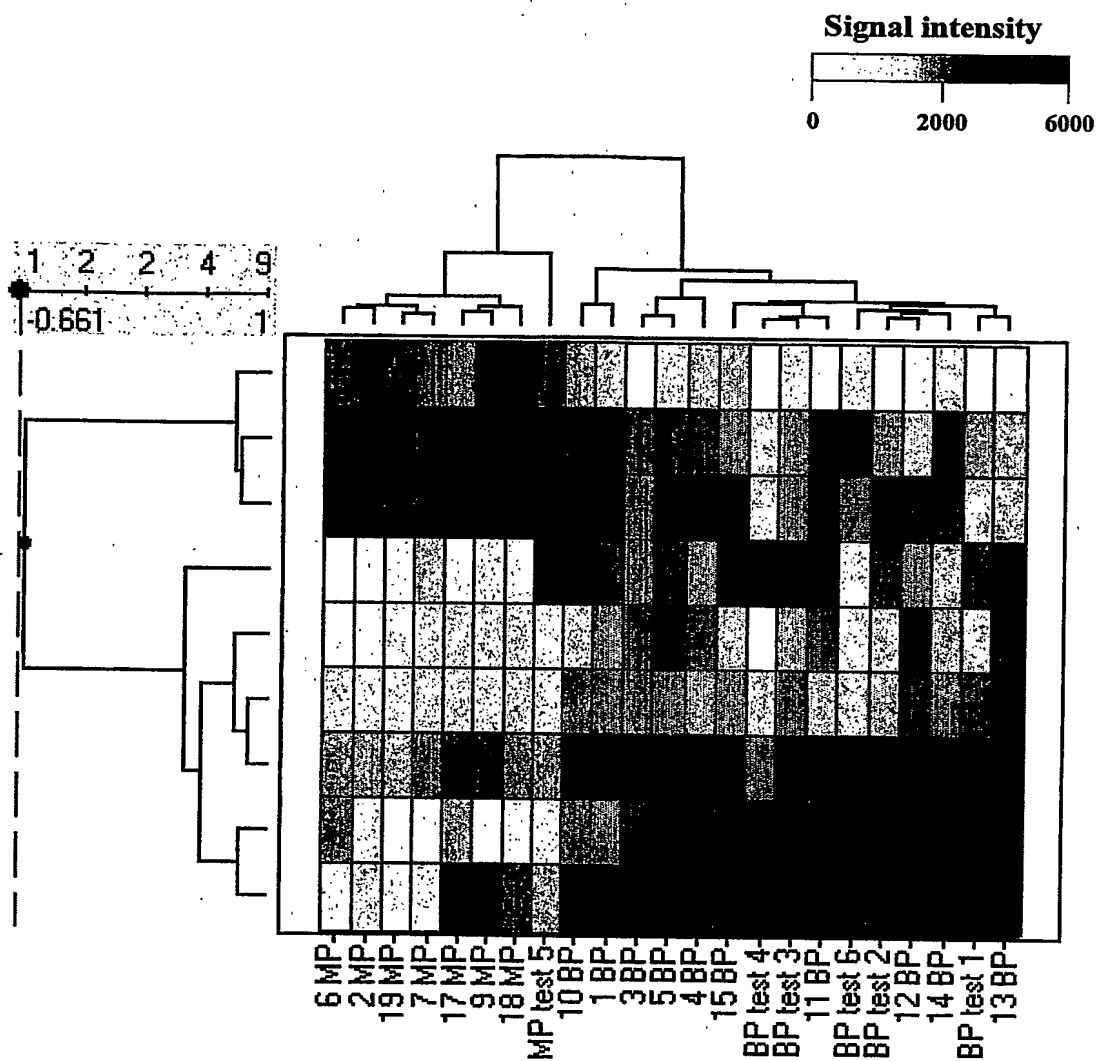 Signal intensity
0 2000 6000
1 2 2 4 9
-0.661 1
6 MP
2 MP
19 MP
7 MP
17 MP
9 MP
18 MP
MP test 5
10 BP
1 BP
3 BP
5 BP
4 BP
15 BP
BP test 4
BP test 3
11 BP
BP test 6
BP test 2
12 BP
14 BP
BP test 1
13 BP